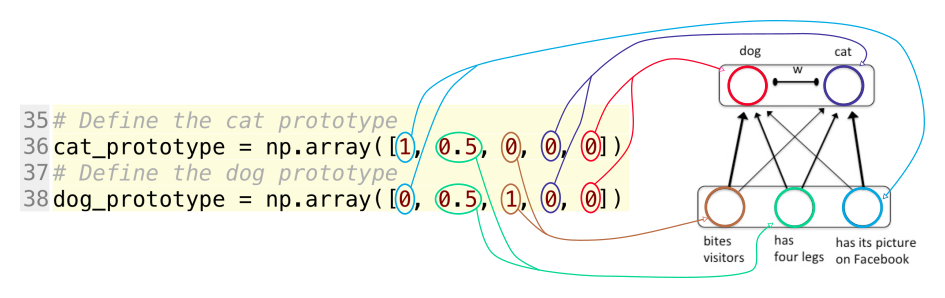 35 # Define the cat prototype
36 cat_prototype = np.array([1, 0.5, 0, 0, 0])
37 # Define the dog prototype
38 dog_prototype = np.array([0, 0.5, 1, 0, 0])
dog
cat
w
bites
visitors
has
four legs
has its picture
on Facebook